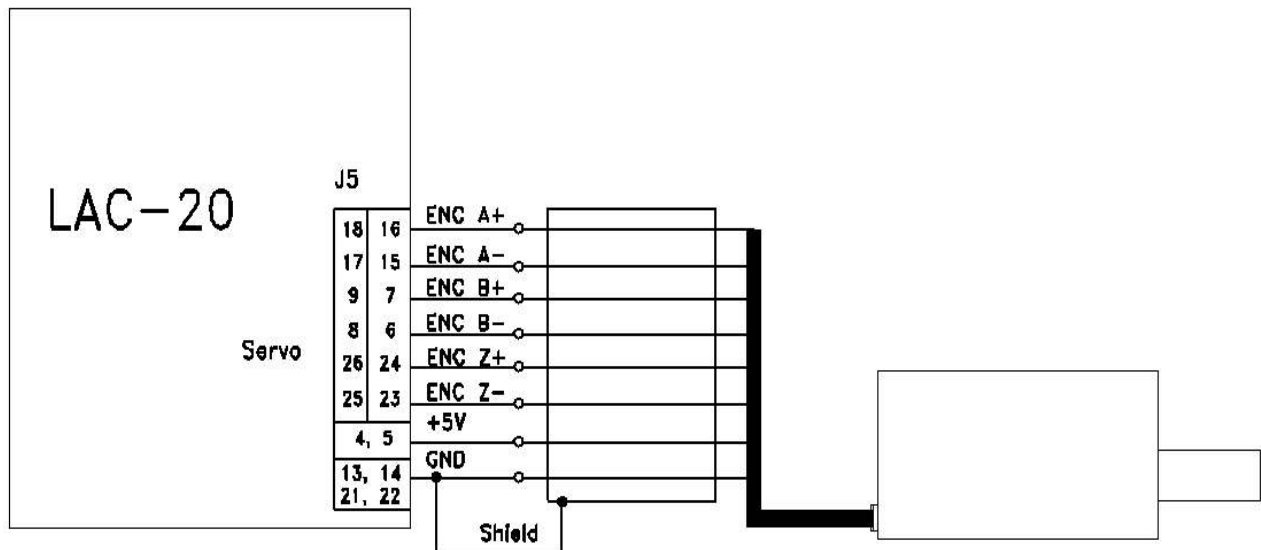 J5
LAC-20
18 16 ENC A+
17 15 ENC A-
9 7 ENC B+
8 6 ENC B-
Servo
26 24 ENC Z+
25 23 ENC Z-
4, 5 +5V
13, 14 GND
21, 22
Shield